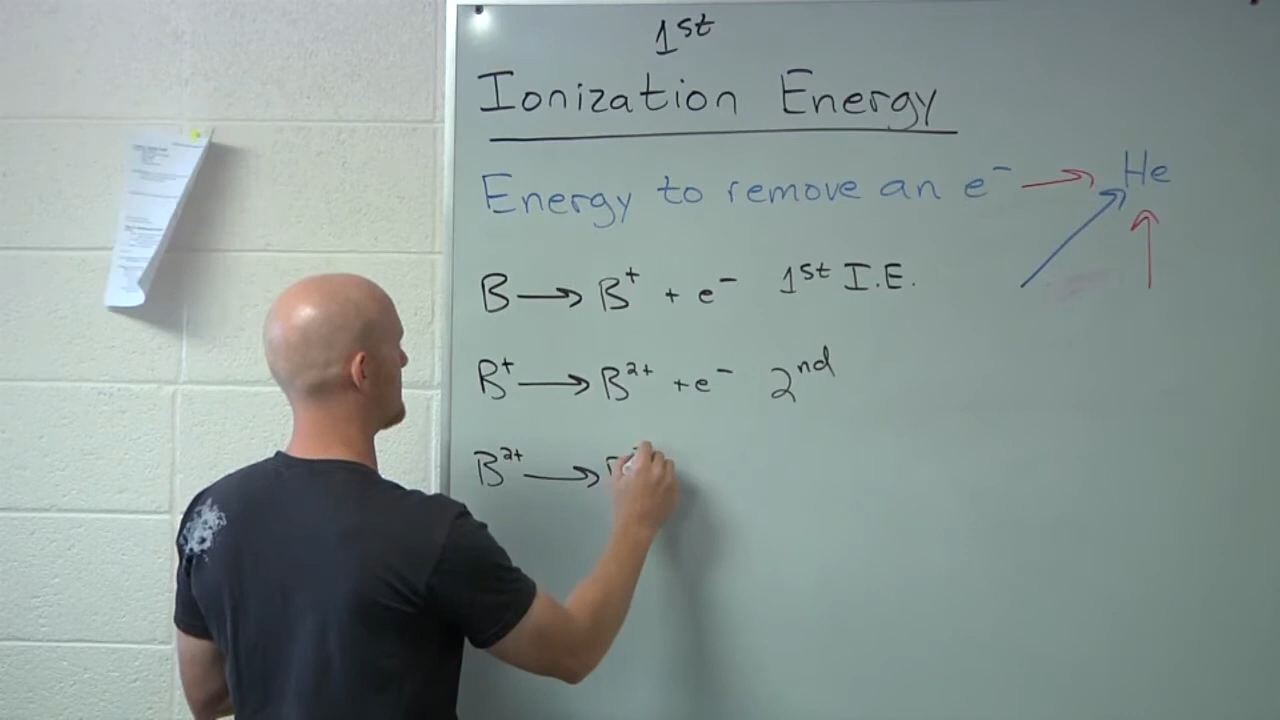 1st
Ionization Energy
Energy to remove an e⁻ → He
B → B⁺ + e⁻ 1st I.E.
B⁺ → B²⁺ + e⁻ 2nd
B²⁺ →